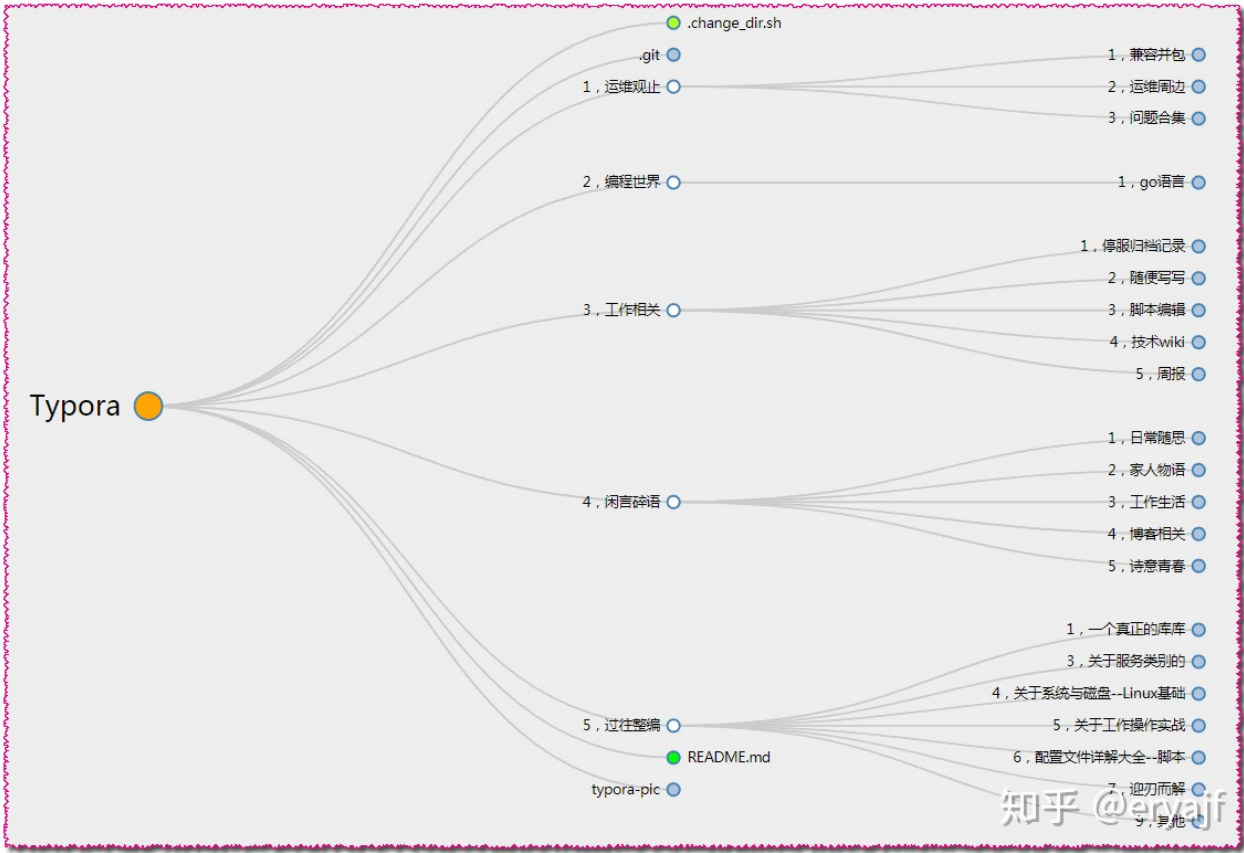 .change_dir.sh
.git
1，运维观止
1，兼容并包
2，运维周边
3，问题合集
2，编程世界
1，go语言
3，工作相关
1，停服归档记录
2，随便写写
3，脚本编辑
4，技术wiki
5，周报
Typora
4，闲言碎语
1，日常随思
2，家人物语
3，工作生活
4，博客相关
5，诗意青春
5，过往整编
1，一个真正的库库
3，关于服务类别的
4，关于系统与磁盘--Linux基础
5，关于工作操作实战
6，配置文件详解大全--脚本
7，迎刃而解
9，其他
README.md
typora-pic
知乎 @eryajf